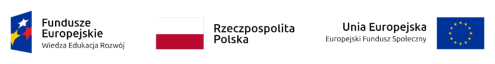 Fundusze
Europejskie
Wiedza Edukacja Rozwój
Rzeczpospolita
Polska
Unia Europejska
Europejski Fundusz Społeczny